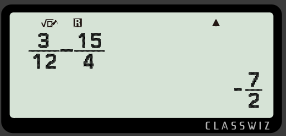 √▱ R ▲
3/12−15/4
-7/2
CLASSWIZ